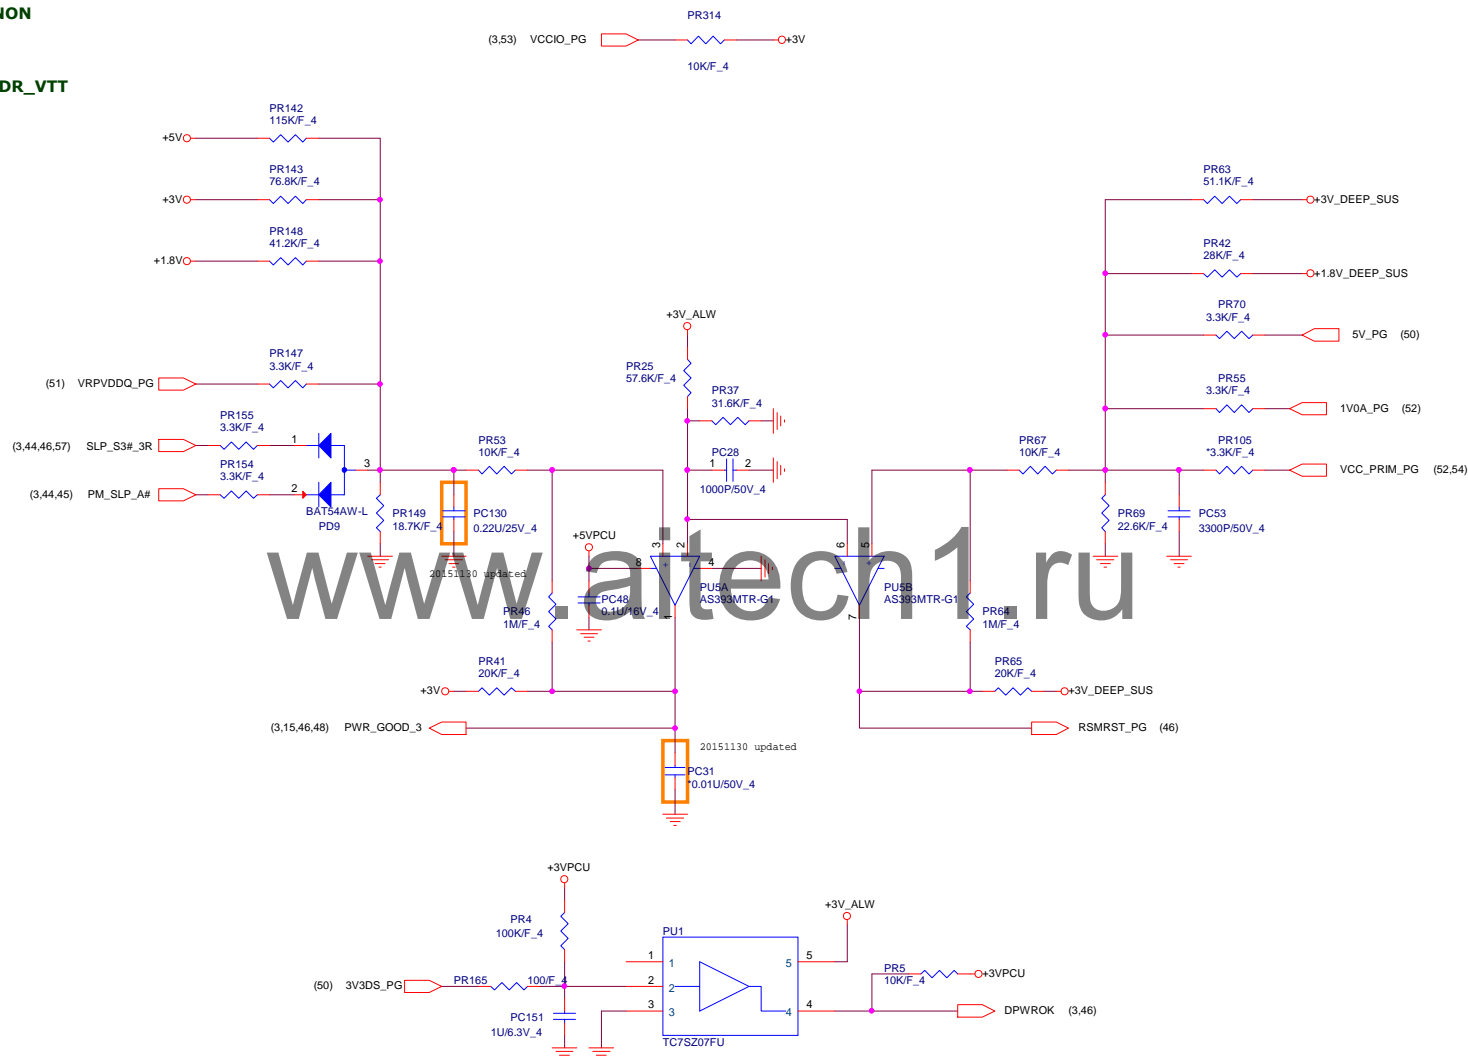 NON
PR314
(3,53) VCCIO_PG
+3V
10K/F_4
DR_VTT
PR142
115K/F_4
+5V
PR143
76.8K/F_4
+3V
PR148
41.2K/F_4
+1.8V
PR147
3.3K/F_4
(51) VRPVDDQ_PG
PR155
3.3K/F_4
(3,44,46,57) SLP_S3#_3R
1
PR154
3.3K/F_4
(3,44,45) PM_SLP_A#
2
3
BAT54AW-L
PD9
PR149
18.7K/F_4
PC130
0.22U/25V_4
20151130 updated
PR53
10K/F_4
+3V_ALW
PR25
57.6K/F_4
PR37
31.6K/F_4
PC28
1 2
1000P/50V_4
+5VPCU
8
3
2
4
1
PC48
0.1U/16V_4
PU5A
AS393MTR-G1
PR46
1M/F_4
PR41
20K/F_4
+3V
(3,15,46,48) PWR_GOOD_3
20151130 updated
PC31
*0.01U/50V_4
6
5
7
PU5B
AS393MTR-G1
PR64
1M/F_4
PR65
20K/F_4
+3V_DEEP_SUS
RSMRST_PG (46)
PR67
10K/F_4
PR63
51.1K/F_4
+3V_DEEP_SUS
PR42
28K/F_4
+1.8V_DEEP_SUS
PR70
3.3K/F_4
5V_PG (50)
PR55
3.3K/F_4
1V0A_PG (52)
PR105
*3.3K/F_4
VCC_PRIM_PG (52,54)
PR69
22.6K/F_4
PC53
3300P/50V_4
www.aitech1.ru
+3VPCU
PR4
100K/F_4
(50) 3V3DS_PG
PR165
100/F_4
PC151
1U/6.3V_4
PU1
1 1
2 2
3 3
5 5
4 4
TC7SZ07FU
+3V_ALW
PR5
10K/F_4
+3VPCU
DPWROK (3,46)